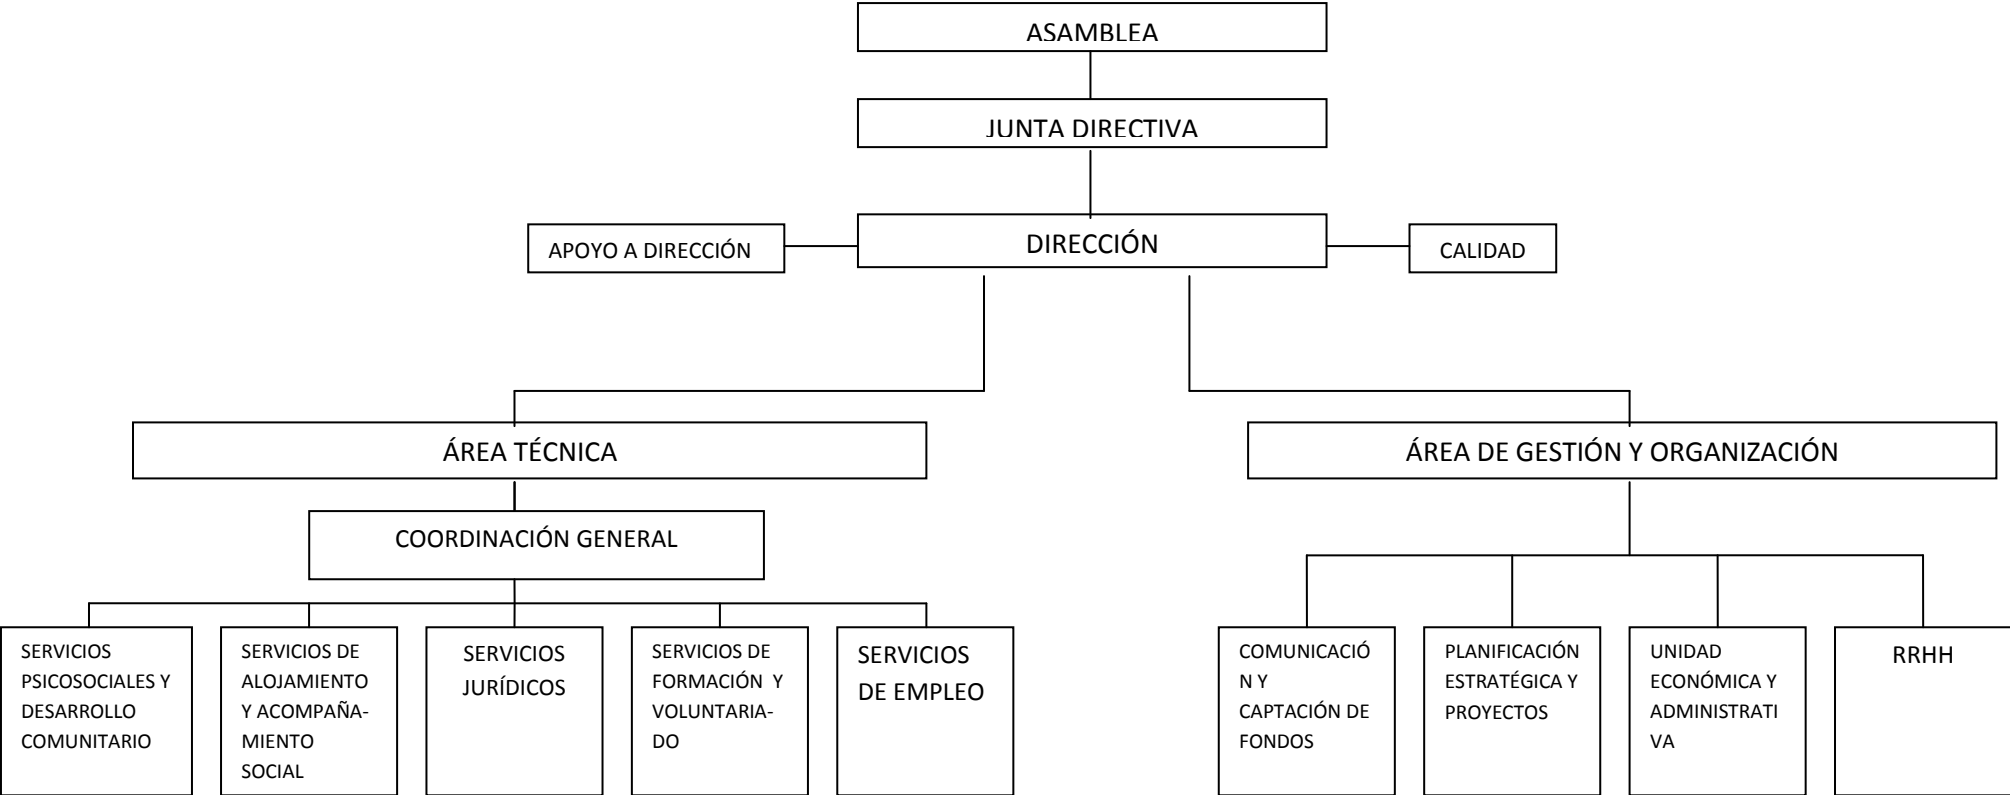 ASAMBLEA
JUNTA DIRECTIVA
APOYO A DIRECCIÓN
DIRECCIÓN
CALIDAD
ÁREA TÉCNICA
ÁREA DE GESTIÓN Y ORGANIZACIÓN
COORDINACIÓN GENERAL
SERVICIOS
PSICOSOCIALES Y
DESARROLLO
COMUNITARIO
SERVICIOS DE
ALOJAMIENTO
Y ACOMPAÑA-
MIENTO
SOCIAL
SERVICIOS
JURÍDICOS
SERVICIOS DE
FORMACIÓN Y
VOLUNTARIA-
DO
SERVICIOS
DE EMPLEO
COMUNICACIÓ
N Y
CAPTACIÓN DE
FONDOS
PLANIFICACIÓN
ESTRATÉGICA Y
PROYECTOS
UNIDAD
ECONÓMICA Y
ADMINISTRATI
VA
RRHH